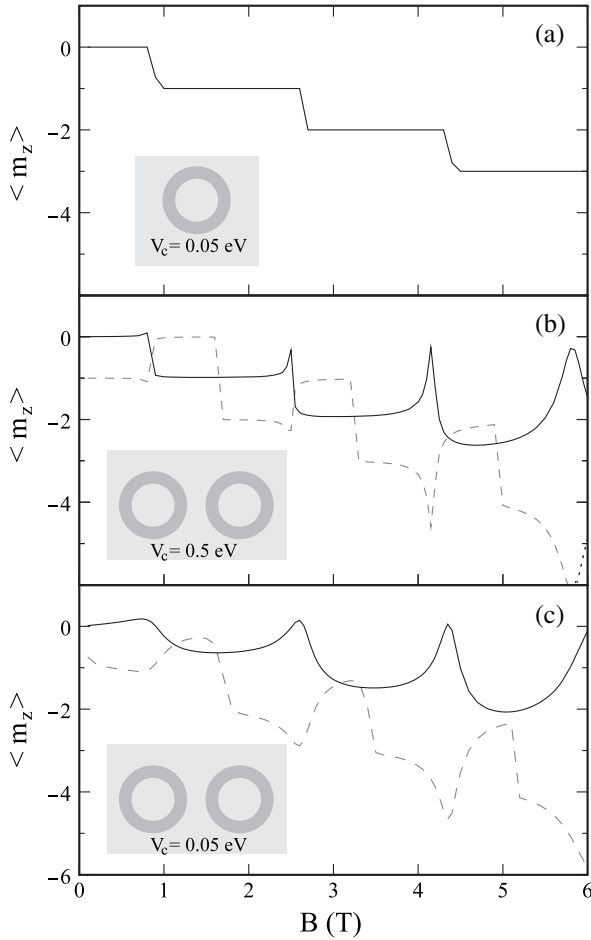 (a)
0
−2
−4
< m_z >
V_c= 0.05 eV
(b)
0
−2
−4
< m_z >
V_c= 0.5 eV
(c)
0
−2
−4
−6
< m_z >
V_c= 0.05 eV
0 1 2 3 4 5 6
B (T)